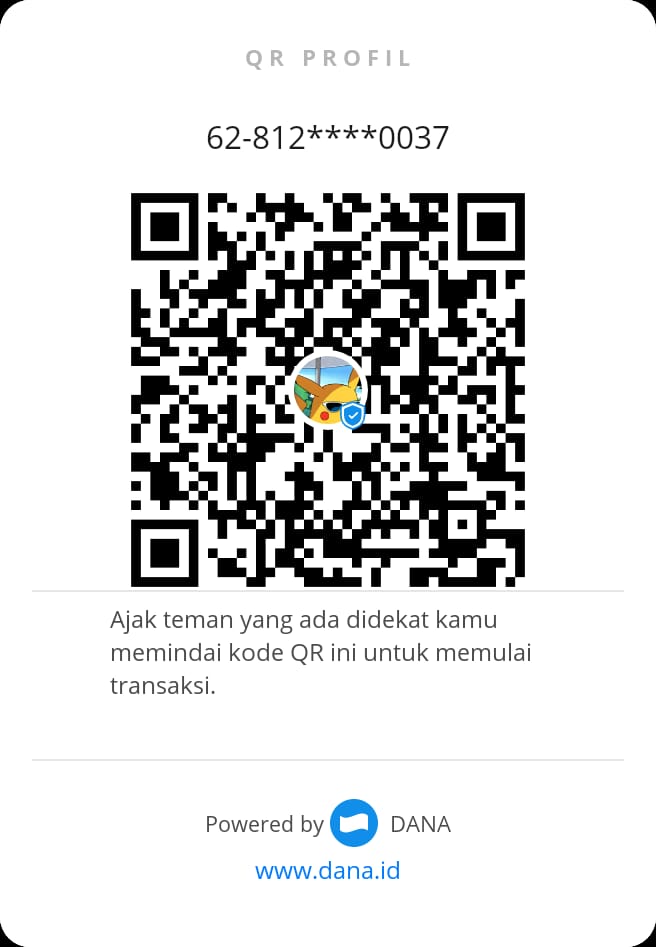 QR PROFIL
62-812****0037
Ajak teman yang ada didekat kamu
memindai kode QR ini untuk memulai
transaksi.
Powered by DANA
www.dana.id